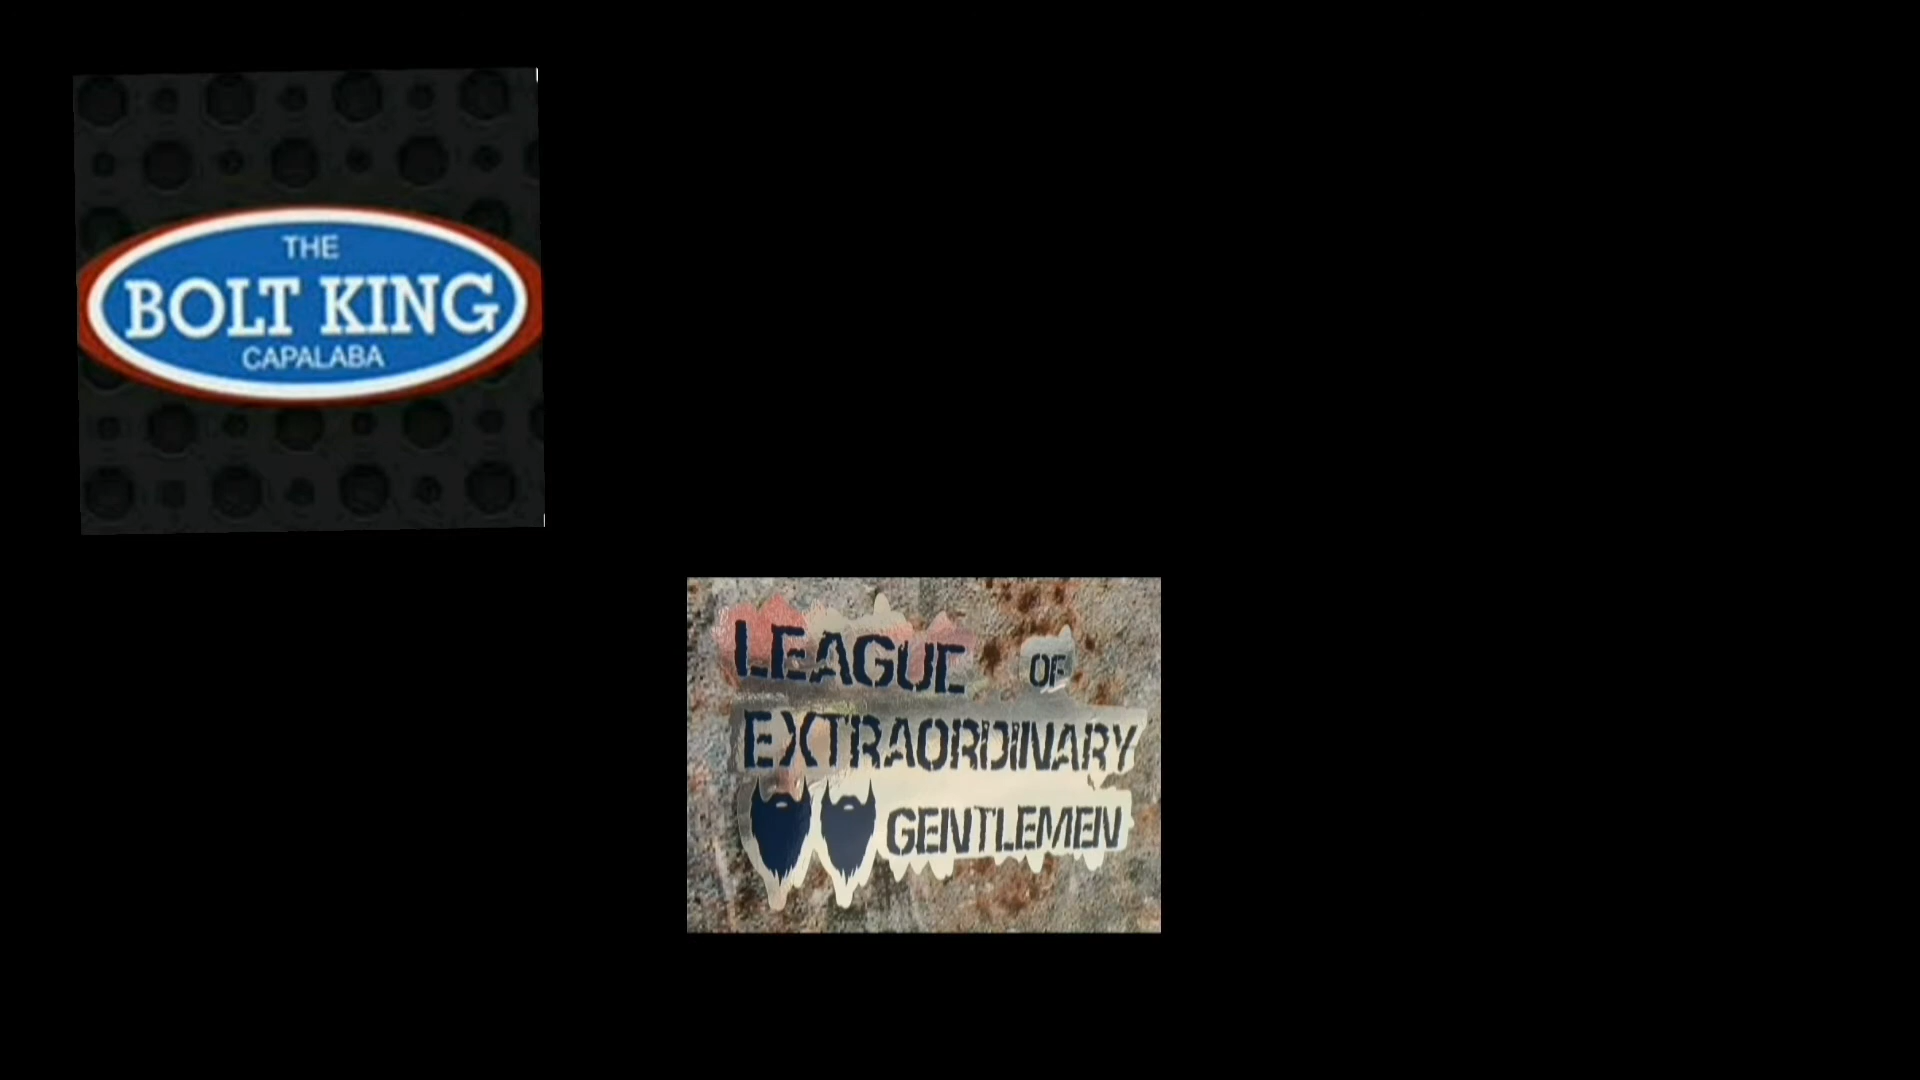 THE
BOLT KING
CAPALABA
LEAGUE OF
EXTRAORDINARY
GENTLEMEN